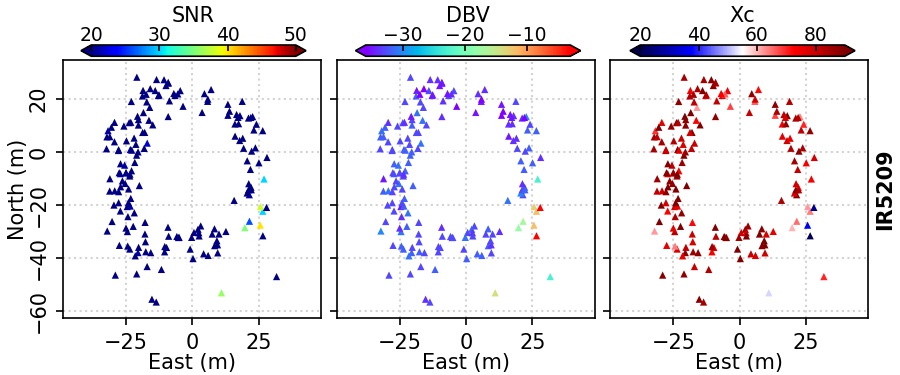 SNR DBV Xc
20 30 40 50 −30 −20 −10 20 40 60 80
North (m)
20
0
−20
−40
−60
IR5209
−25 0 25 −25 0 25 −25 0 25
East (m) East (m) East (m)